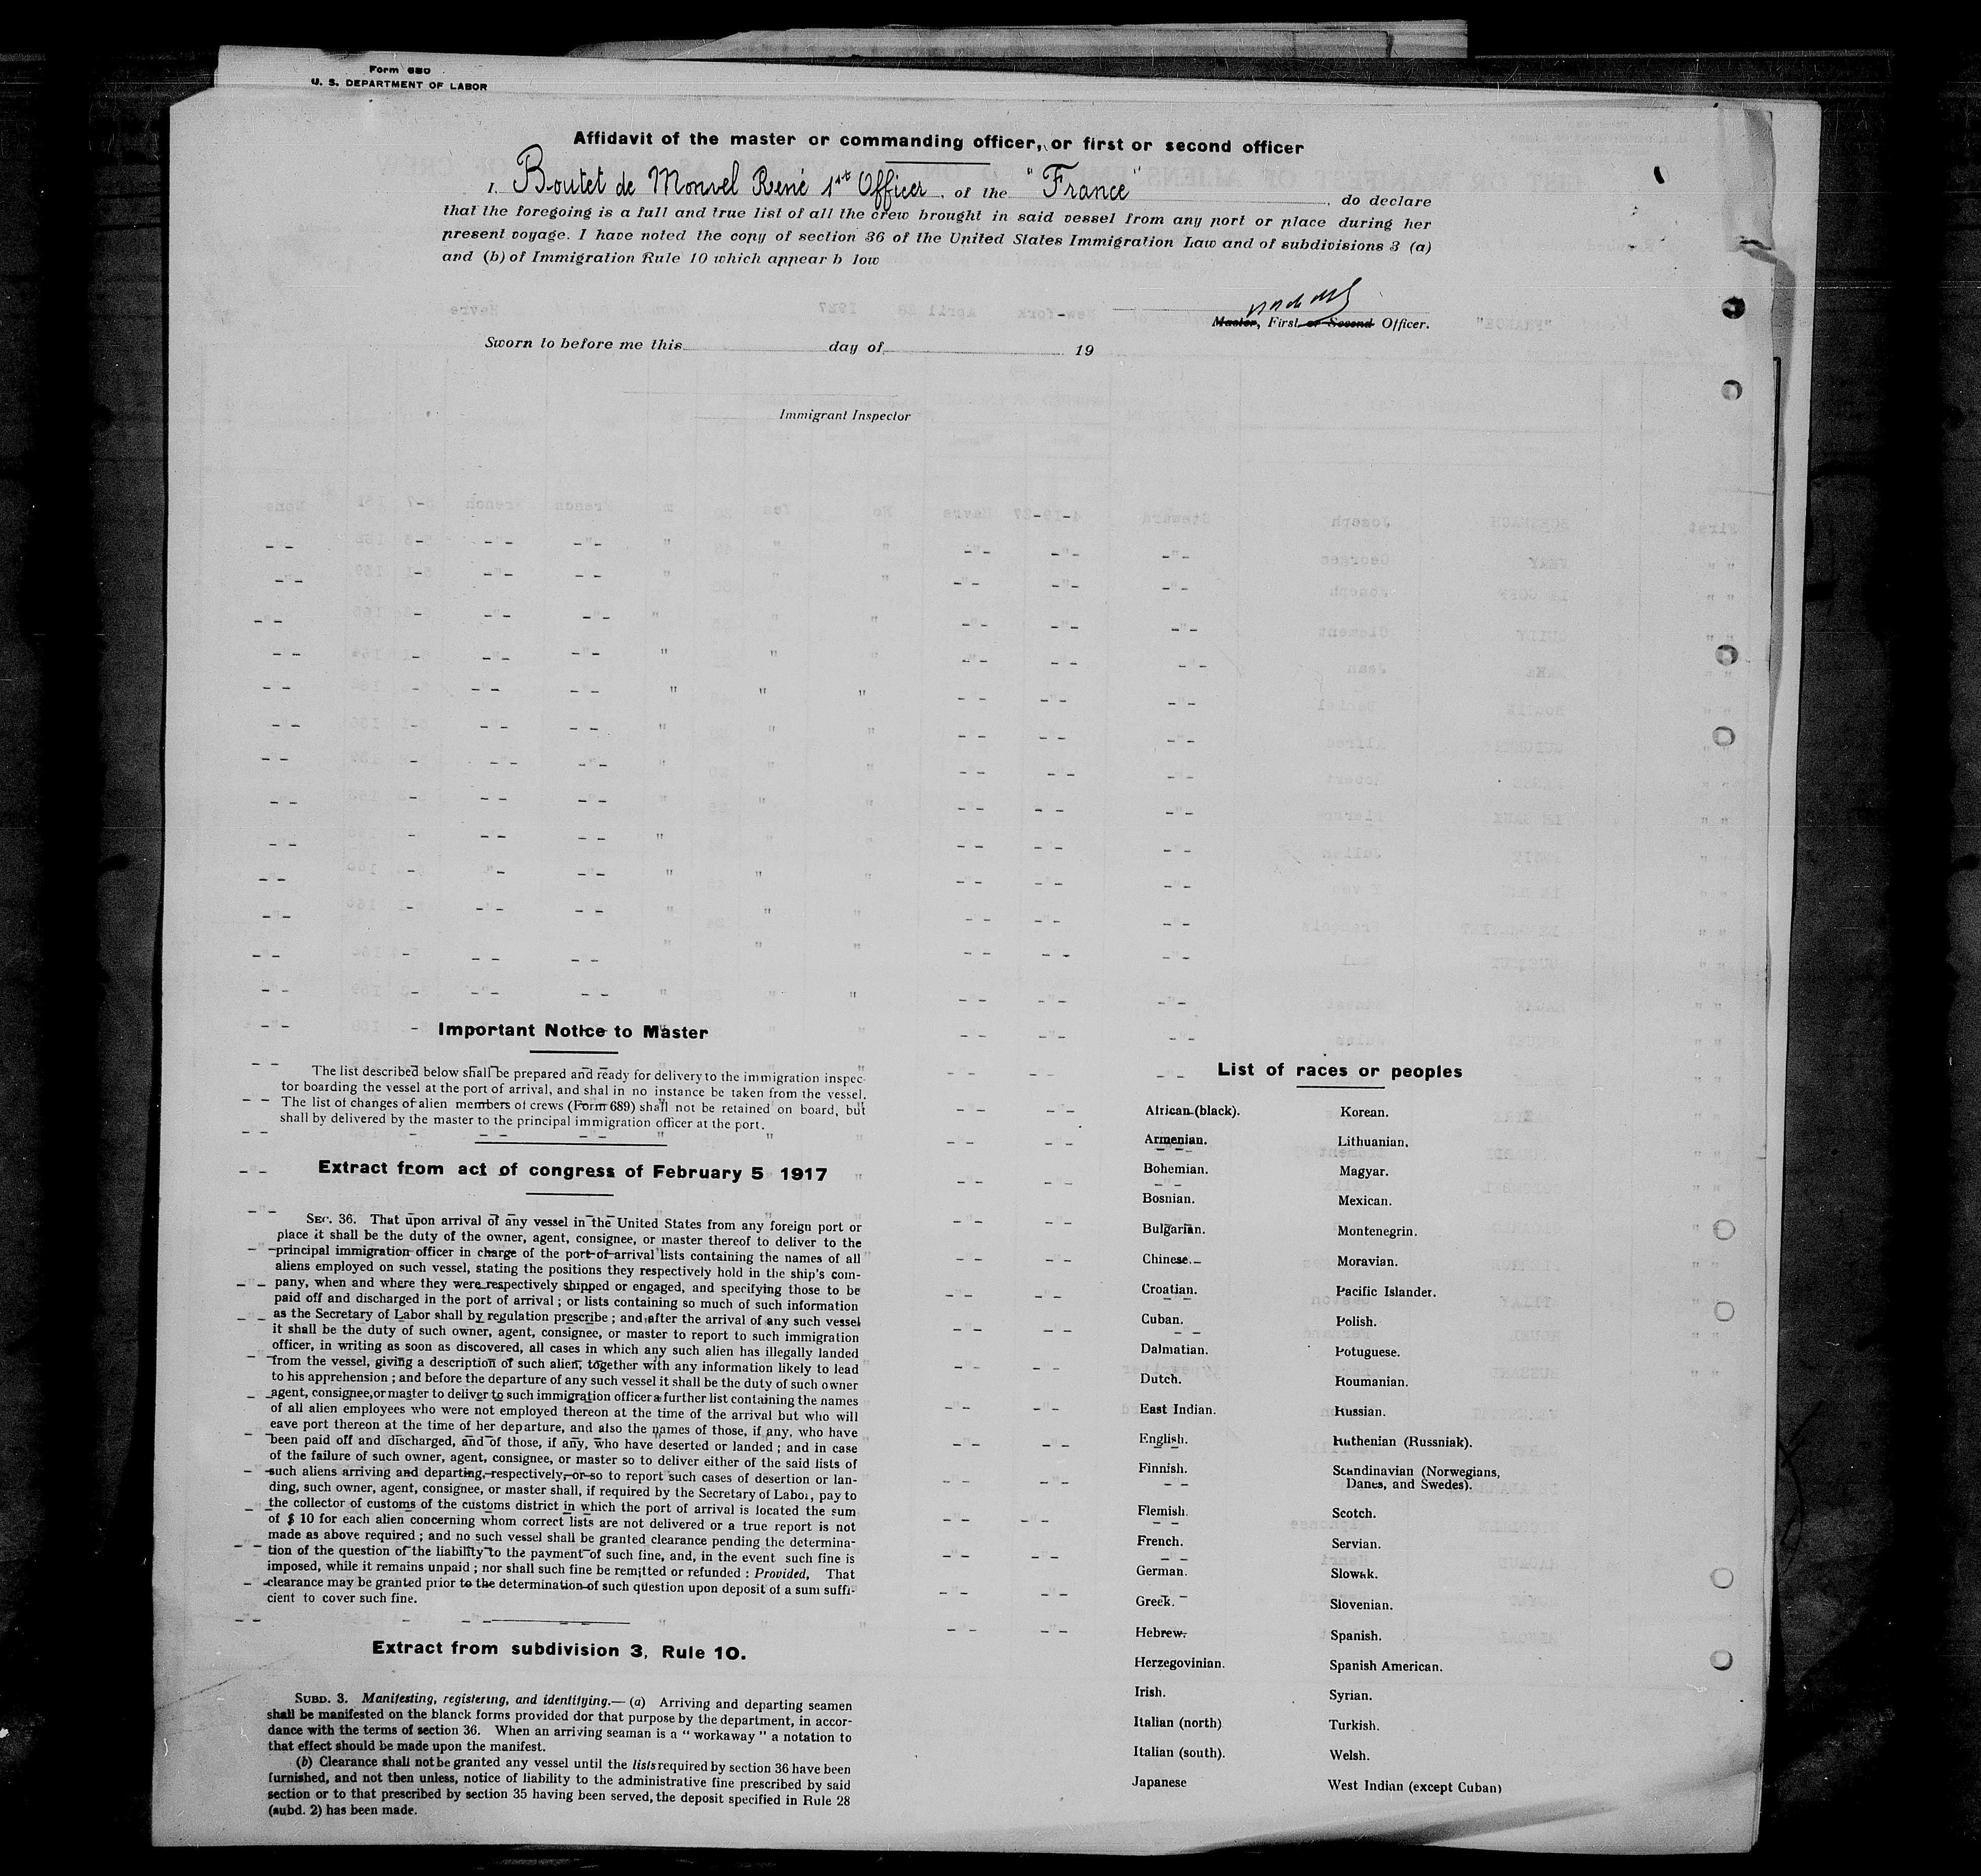 Form 680
U. S. DEPARTMENT OF LABOR
Affidavit of the master or commanding officer, or first or second officer
I, Boutet de Monvel René 1st Officer, of the "France", do declare
that the foregoing is a full and true list of all the crew brought in said vessel from any port or place during her
present voyage. I have noted the copy of section 36 of the United States Immigration Law and of subdivisions 3 (a)
and (b) of Immigration Rule 10 which appear b low
Master, First, or Second Officer.
Sworn to before me this day of 19
Immigrant Inspector
Important Notice to Master
The list described below shall be prepared and ready for delivery to the immigration inspec-
tor boarding the vessel at the port of arrival, and shal in no instance be taken from the vessel.
The list of changes of alien members of crews (Form 689) shall not be retained on board, but
shall by delivered by the master to the principal immigration officer at the port.
Extract from act of congress of February 5 1917
SEC. 36. That upon arrival of any vessel in the United States from any foreign port or
place it shall be the duty of the owner, agent, consignee, or master thereof to deliver to the
principal immigration officer in charge of the port of arrival lists containing the names of all
aliens employed on such vessel, stating the positions they respectively hold in the ship's com-
pany, when and where they were respectively shipped or engaged, and specifying those to be
paid off and discharged in the port of arrival ; or lists containing so much of such information
as the Secretary of Labor shall by regulation prescribe ; and after the arrival of any such vessel
it shall be the duty of such owner, agent, consignee, or master to report to such immigration
officer, in writing as soon as discovered, all cases in which any such alien has illegally landed
from the vessel, giving a description of such alien, together with any information likely to lead
to his apprehension ; and before the departure of any such vessel it shall be the duty of such owner
agent, consignee, or master to deliver to such immigration officer a further list containing the names
of all alien employees who were not employed thereon at the time of the arrival but who will
eave port thereon at the time of her departure, and also the names of those, if any, who have
been paid off and discharged, and of those, if any, who have deserted or landed ; and in case
of the failure of such owner, agent, consignee, or master so to deliver either of the said lists of
such aliens arriving and departing, respectively, or so to report such cases of desertion or lan-
ding, such owner, agent, consignee, or master shall, if required by the Secretary of Labor, pay to
the collector of customs of the customs district in which the port of arrival is located the sum
of $ 10 for each alien concerning whom correct lists are not delivered or a true report is not
made as above required ; and no such vessel shall be granted clearance pending the determina-
tion of the question of the liability to the payment of such fine, and, in the event such fine is
imposed, while it remains unpaid ; nor shall such fine be remitted or refunded : Provided, That
clearance may be granted prior to the determination of such question upon deposit of a sum suffi-
cient to cover such fine.
Extract from subdivision 3, Rule 10.
SUBD. 3. Manifesting, registering, and identifying.— (a) Arriving and departing seamen
shall be manifested on the blanck forms provided dor that purpose by the department, in accor-
dance with the terms of section 36. When an arriving seaman is a " workaway " a notation to
that effect should be made upon the manifest.
(b) Clearance shall not be granted any vessel until the lists required by section 36 have been
furnished, and not then unless, notice of liability to the administrative fine prescribed by said
section or to that prescribed by section 35 having been served, the deposit specified in Rule 28
(subd. 2) has been made.
List of races or peoples
African (black).
Armenian.
Bohemian.
Bosnian.
Bulgarian.
Chinese.
Croatian.
Cuban.
Dalmatian.
Dutch.
East Indian.
English.
Finnish.
Flemish.
French.
German.
Greek.
Hebrew.
Herzegovinian.
Irish.
Italian (north)
Italian (south).
Japanese
Korean.
Lithuanian.
Magyar.
Mexican.
Montenegrin.
Moravian.
Pacific Islander.
Polish.
Potuguese.
Roumanian.
Russian.
Ruthenian (Russniak).
Scandinavian (Norwegians,
Danes, and Swedes).
Scotch.
Servian.
Slowak.
Slovenian.
Spanish.
Spanish American.
Syrian.
Turkish.
Welsh.
West Indian (except Cuban)